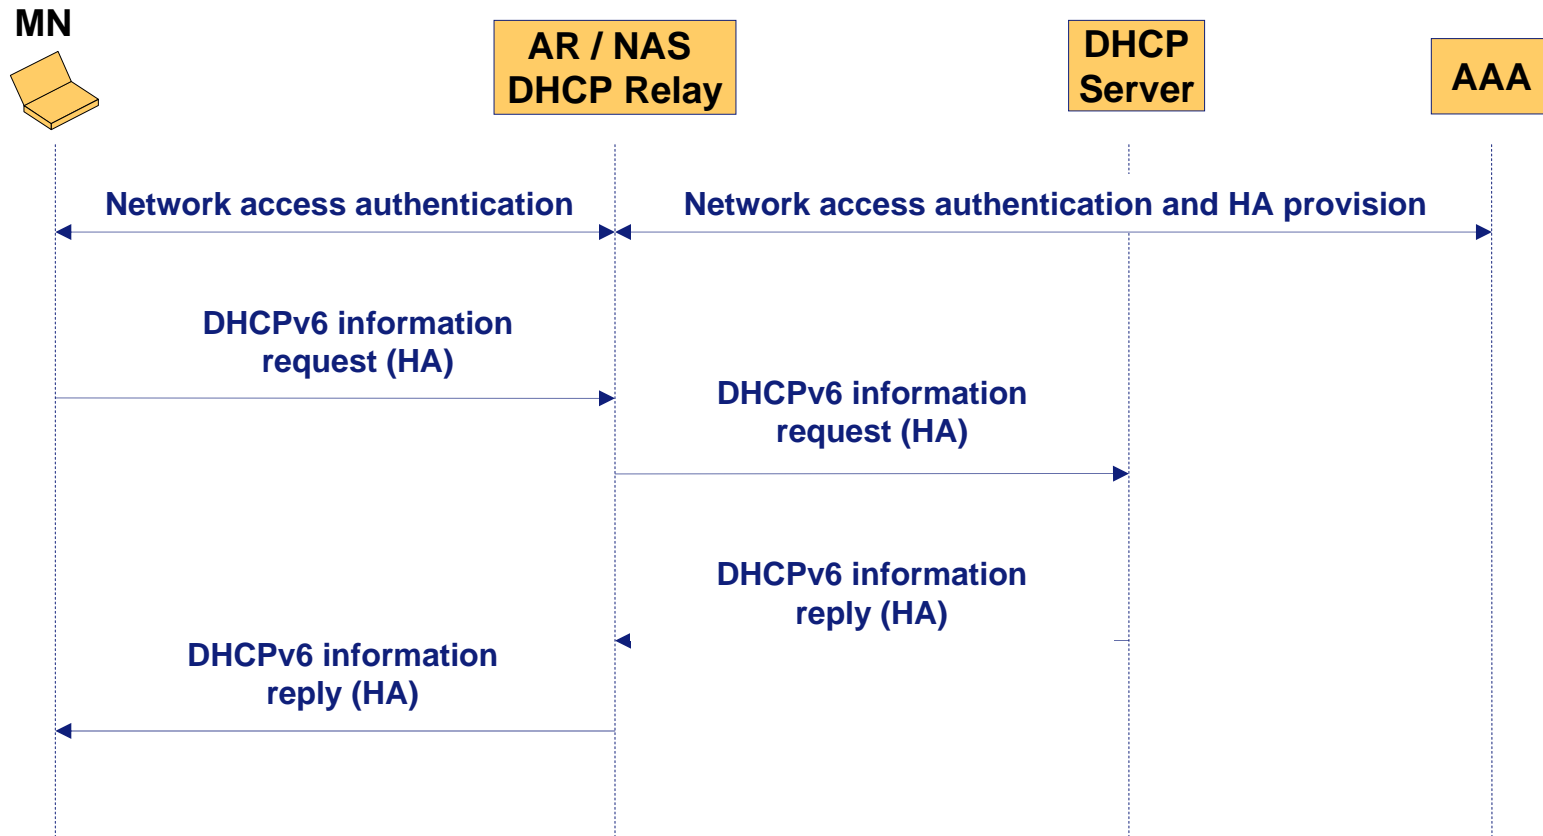 MN
AR / NAS
DHCP Relay
DHCP
Server
AAA
Network access authentication
Network access authentication and HA provision
DHCPv6 information
request (HA)
DHCPv6 information
request (HA)
DHCPv6 information
reply (HA)
DHCPv6 information
reply (HA)